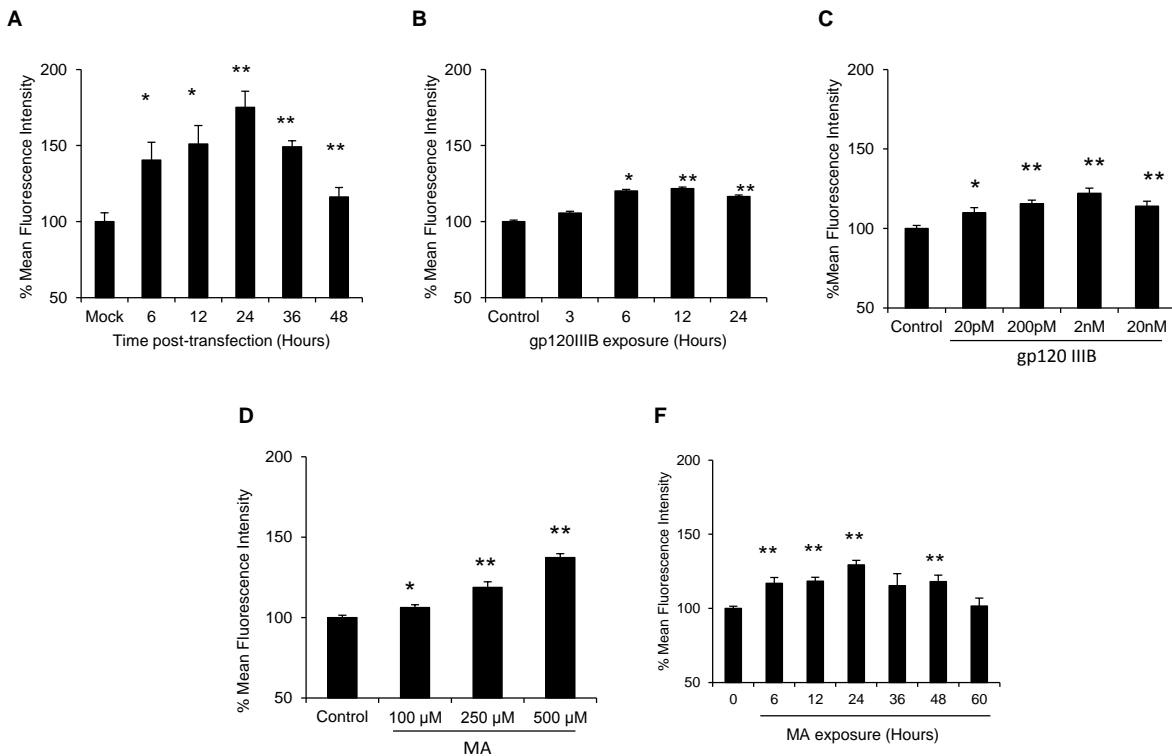 A
% Mean Fluorescence Intensity
200
150
100
50
* * ** ** **
Mock 6 12 24 36 48
Time post-transfection (Hours)
B
% Mean Fluorescence Intensity
200
150
100
50
* ** **
Control 3 6 12 24
gp120IIIB exposure (Hours)
C
%Mean Fluorescence Intensity
200
150
100
50
* ** ** **
Control 20pM 200pM 2nM 20nM
gp120 IIIB
D
% Mean Fluorescence Intensity
200
150
100
50
* ** **
Control 100 µM 250 µM 500 µM
MA
F
% Mean Fluorescence Intensity
200
150
100
50
** ** ** **
0 6 12 24 36 48 60
MA exposure (Hours)